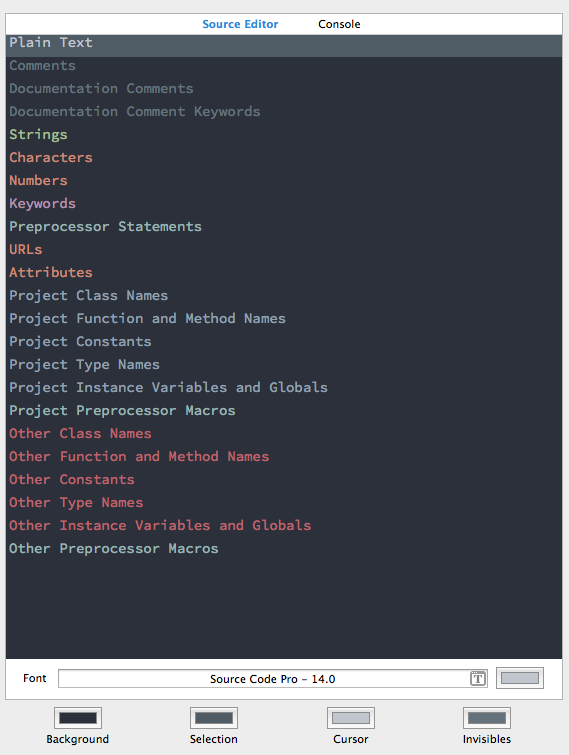 Source Editor Console
Plain Text
Comments
Documentation Comments
Documentation Comment Keywords
Strings
Characters
Numbers
Keywords
Preprocessor Statements
URLs
Attributes
Project Class Names
Project Function and Method Names
Project Constants
Project Type Names
Project Instance Variables and Globals
Project Preprocessor Macros
Other Class Names
Other Function and Method Names
Other Constants
Other Type Names
Other Instance Variables and Globals
Other Preprocessor Macros
Font Source Code Pro - 14.0 T
Background Selection Cursor Invisibles